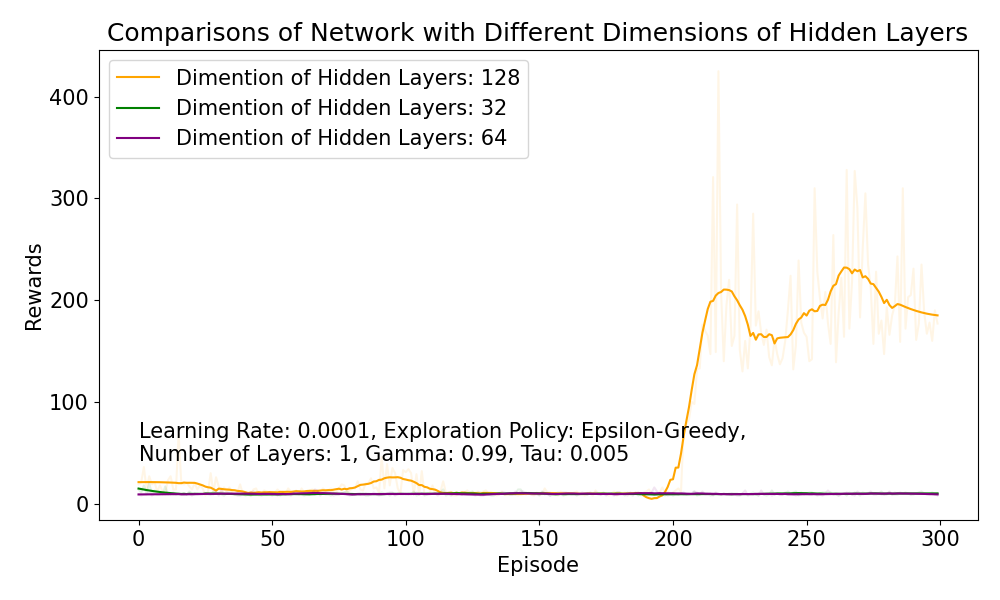 Comparisons of Network with Different Dimensions of Hidden Layers
Dimention of Hidden Layers: 128
Dimention of Hidden Layers: 32
Dimention of Hidden Layers: 64
400
300
200
100
0
Rewards
Learning Rate: 0.0001, Exploration Policy: Epsilon-Greedy,
Number of Layers: 1, Gamma: 0.99, Tau: 0.005
0 50 100 150 200 250 300
Episode